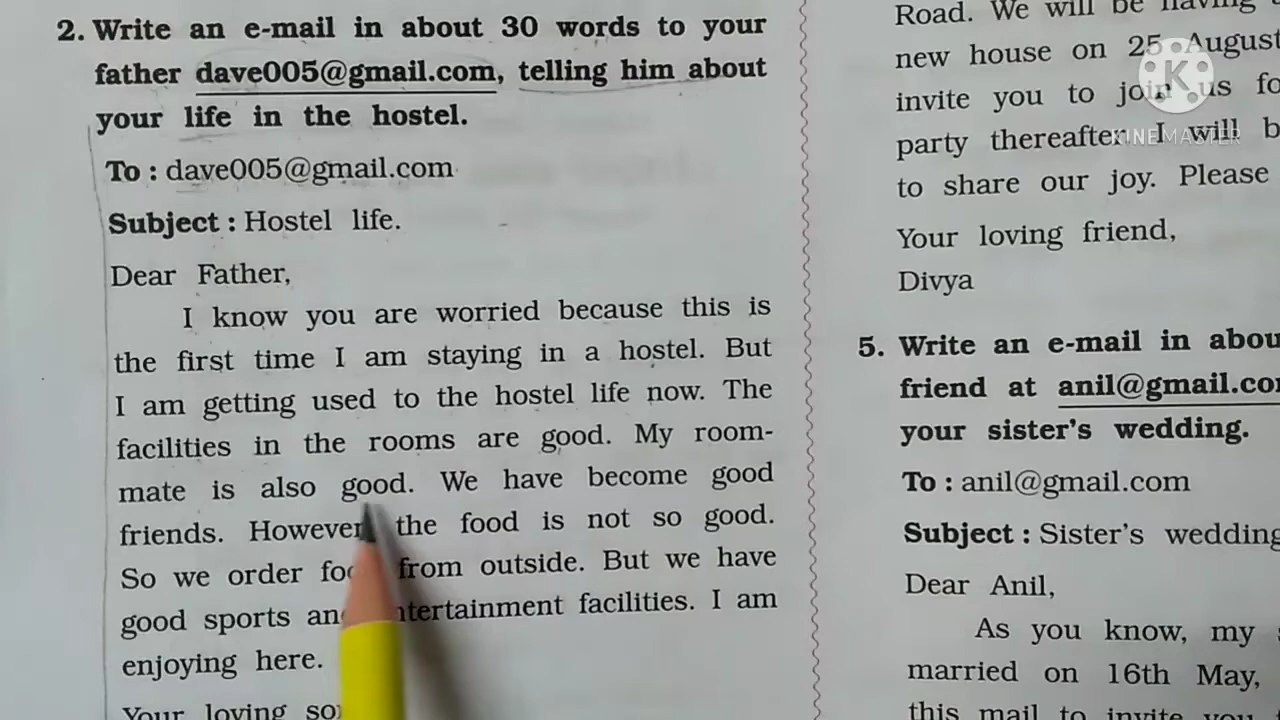 2. Write an e-mail in about 30 words to your
father dave005@gmail.com, telling him about
your life in the hostel.
To : dave005@gmail.com
Subject : Hostel life.
Dear Father,
I know you are worried because this is
the first time I am staying in a hostel. But
I am getting used to the hostel life now. The
facilities in the rooms are good. My room-
mate is also good. We have become good
friends. However the food is not so good.
So we order from outside. But we have
good sports facilities. I am
enjoying here.
Your loving
Road. We will be having
new house on 25 August
invite you to join us
party thereafter. I will
to share our joy. Please
Your loving friend,
Divya
5. Write an e-mail in
friend at
your sister's wedding.
To : anil@gmail.com
Subject : Sister's wedding
Dear Anil,
As you know, my
married on 16th May,
this mail to invite you
K
KINEMASTER